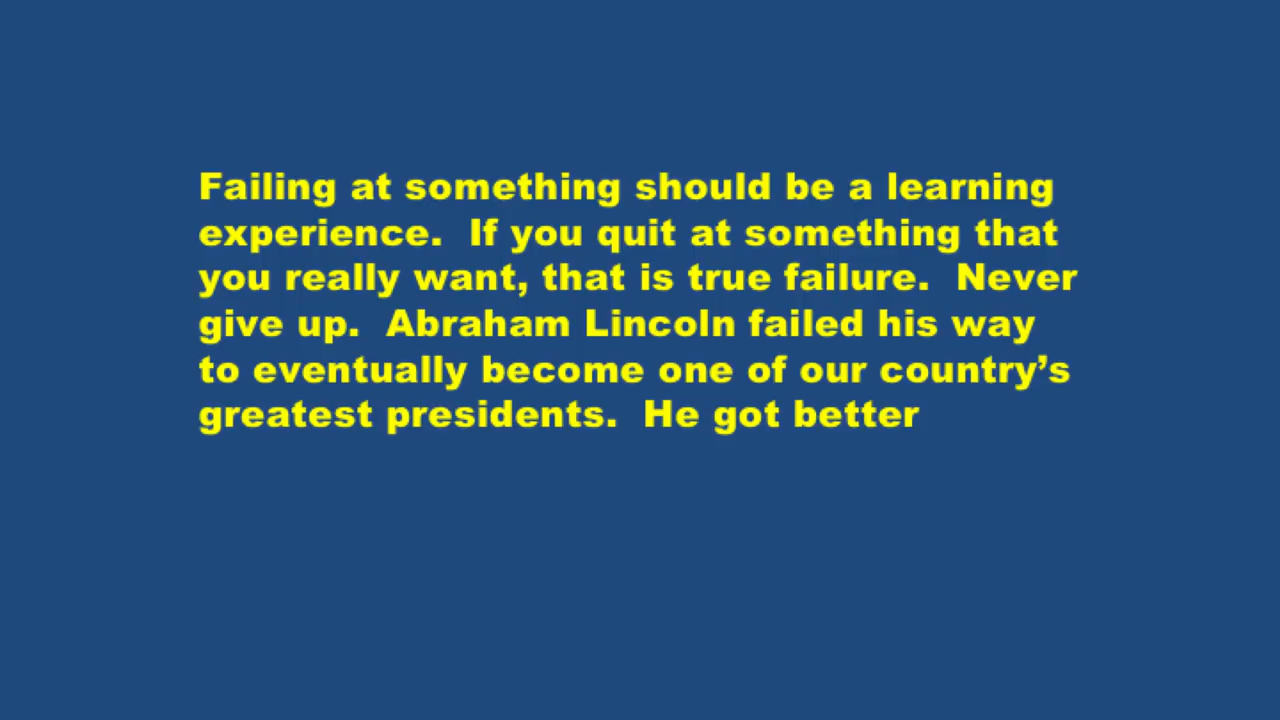 Failing at something should be a learning
experience.  If you quit at something that
you really want, that is true failure.  Never
give up.  Abraham Lincoln failed his way
to eventually become one of our country’s
greatest presidents.  He got better